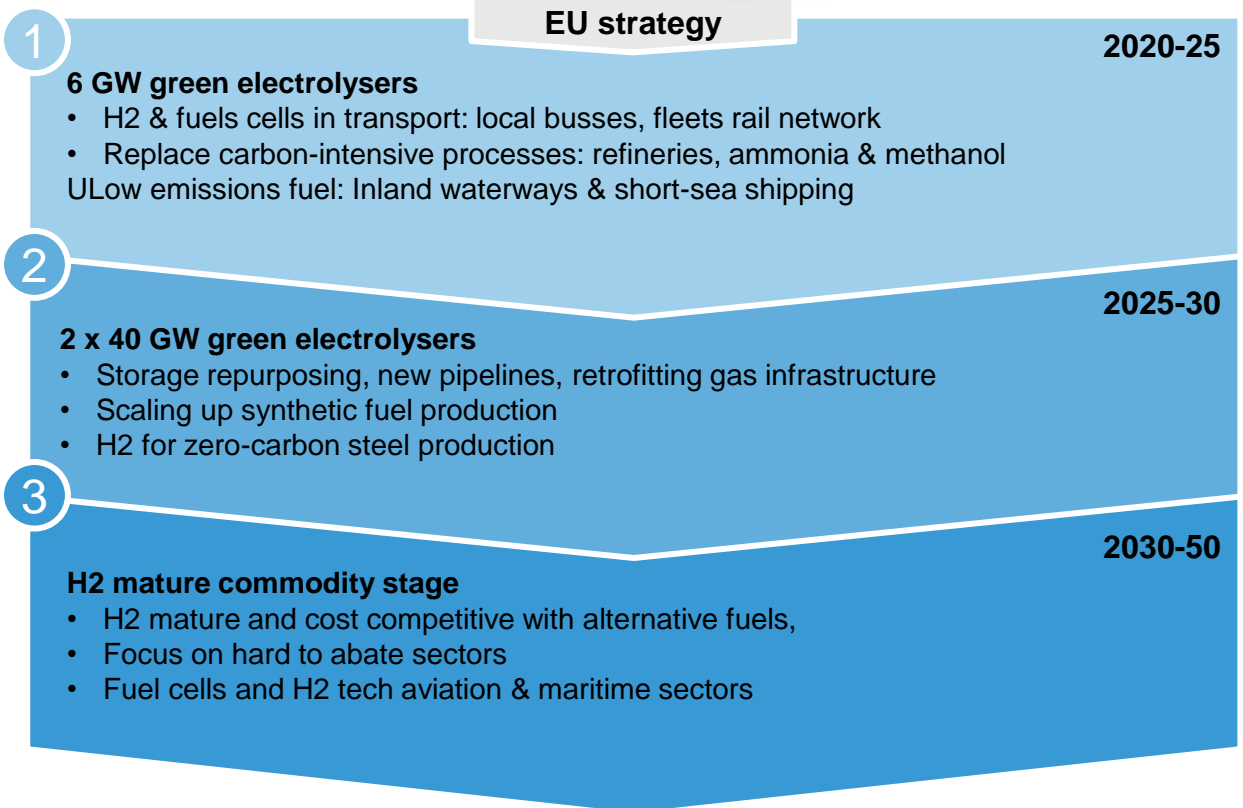 EU strategy
1
2020-25
6 GW green electrolysers
• H2 & fuels cells in transport: local busses, fleets rail network
• Replace carbon-intensive processes: refineries, ammonia & methanol
ULow emissions fuel: Inland waterways & short-sea shipping
2
2025-30
2 x 40 GW green electrolysers
• Storage repurposing, new pipelines, retrofitting gas infrastructure
• Scaling up synthetic fuel production
• H2 for zero-carbon steel production
3
2030-50
H2 mature commodity stage
• H2 mature and cost competitive with alternative fuels,
• Focus on hard to abate sectors
• Fuel cells and H2 tech aviation & maritime sectors